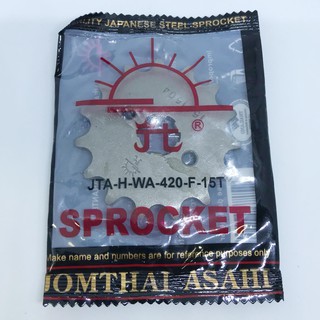 QUALITY JAPANESE STEEL SPROCKET
®
JTA-H-WA-420-F-15T
SPROCKET
Make name and numbers are for reference purposes only
JOMTHAI ASAHI